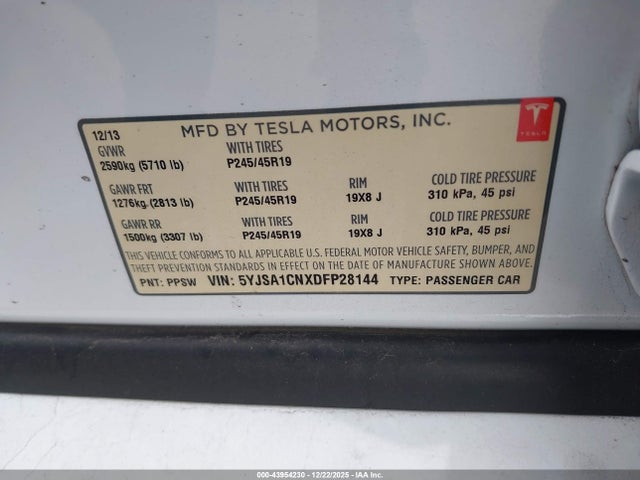 12/13 MFD BY TESLA MOTORS, INC.
TESLA
GVWR WITH TIRES
2590kg (5710 lb) P245/45R19
GAWR FRT WITH TIRES RIM COLD TIRE PRESSURE
1276kg (2813 lb) P245/45R19 19X8 J 310 kPa, 45 psi
GAWR RR WITH TIRES RIM COLD TIRE PRESSURE
1500kg (3307 lb) P245/45R19 19X8 J 310 kPa, 45 psi
THIS VEHICLE CONFORMS TO ALL APPLICABLE U.S. FEDERAL MOTOR VEHICLE SAFETY, BUMPER, AND
THEFT PREVENTION STANDARDS IN EFFECT ON THE DATE OF MANUFACTURE SHOWN ABOVE.
PNT: PPSW VIN: 5YJSA1CNXDFP28144 TYPE: PASSENGER CAR
000-43954230 - 12/22/2025 - IAA